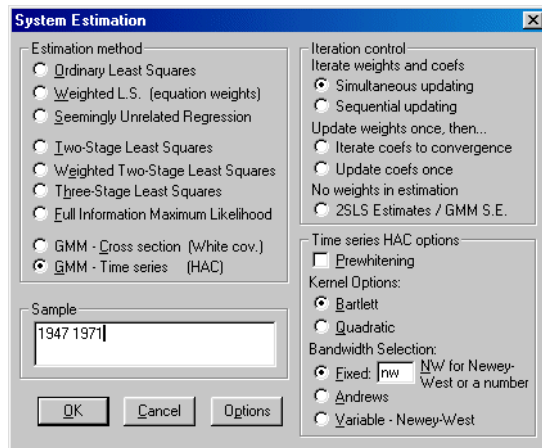 System Estimation
Estimation method
Ordinary Least Squares
Weighted L.S. (equation weights)
Seemingly Unrelated Regression
Two-Stage Least Squares
Weighted Two-Stage Least Squares
Three-Stage Least Squares
Full Information Maximum Likelihood
GMM - Cross section (White cov.)
GMM - Time series (HAC)
Sample
1947 1971
OK
Cancel
Options
Iteration control
Iterate weights and coefs
Simultaneous updating
Sequential updating
Update weights once, then...
Iterate coefs to convergence
Update coefs once
No weights in estimation
2SLS Estimates / GMM S.E.
Time series HAC options
Prewhitening
Kernel Options:
Bartlett
Quadratic
Bandwidth Selection:
Fixed: nw NW for Newey-
West or a number
Andrews
Variable - Newey-West